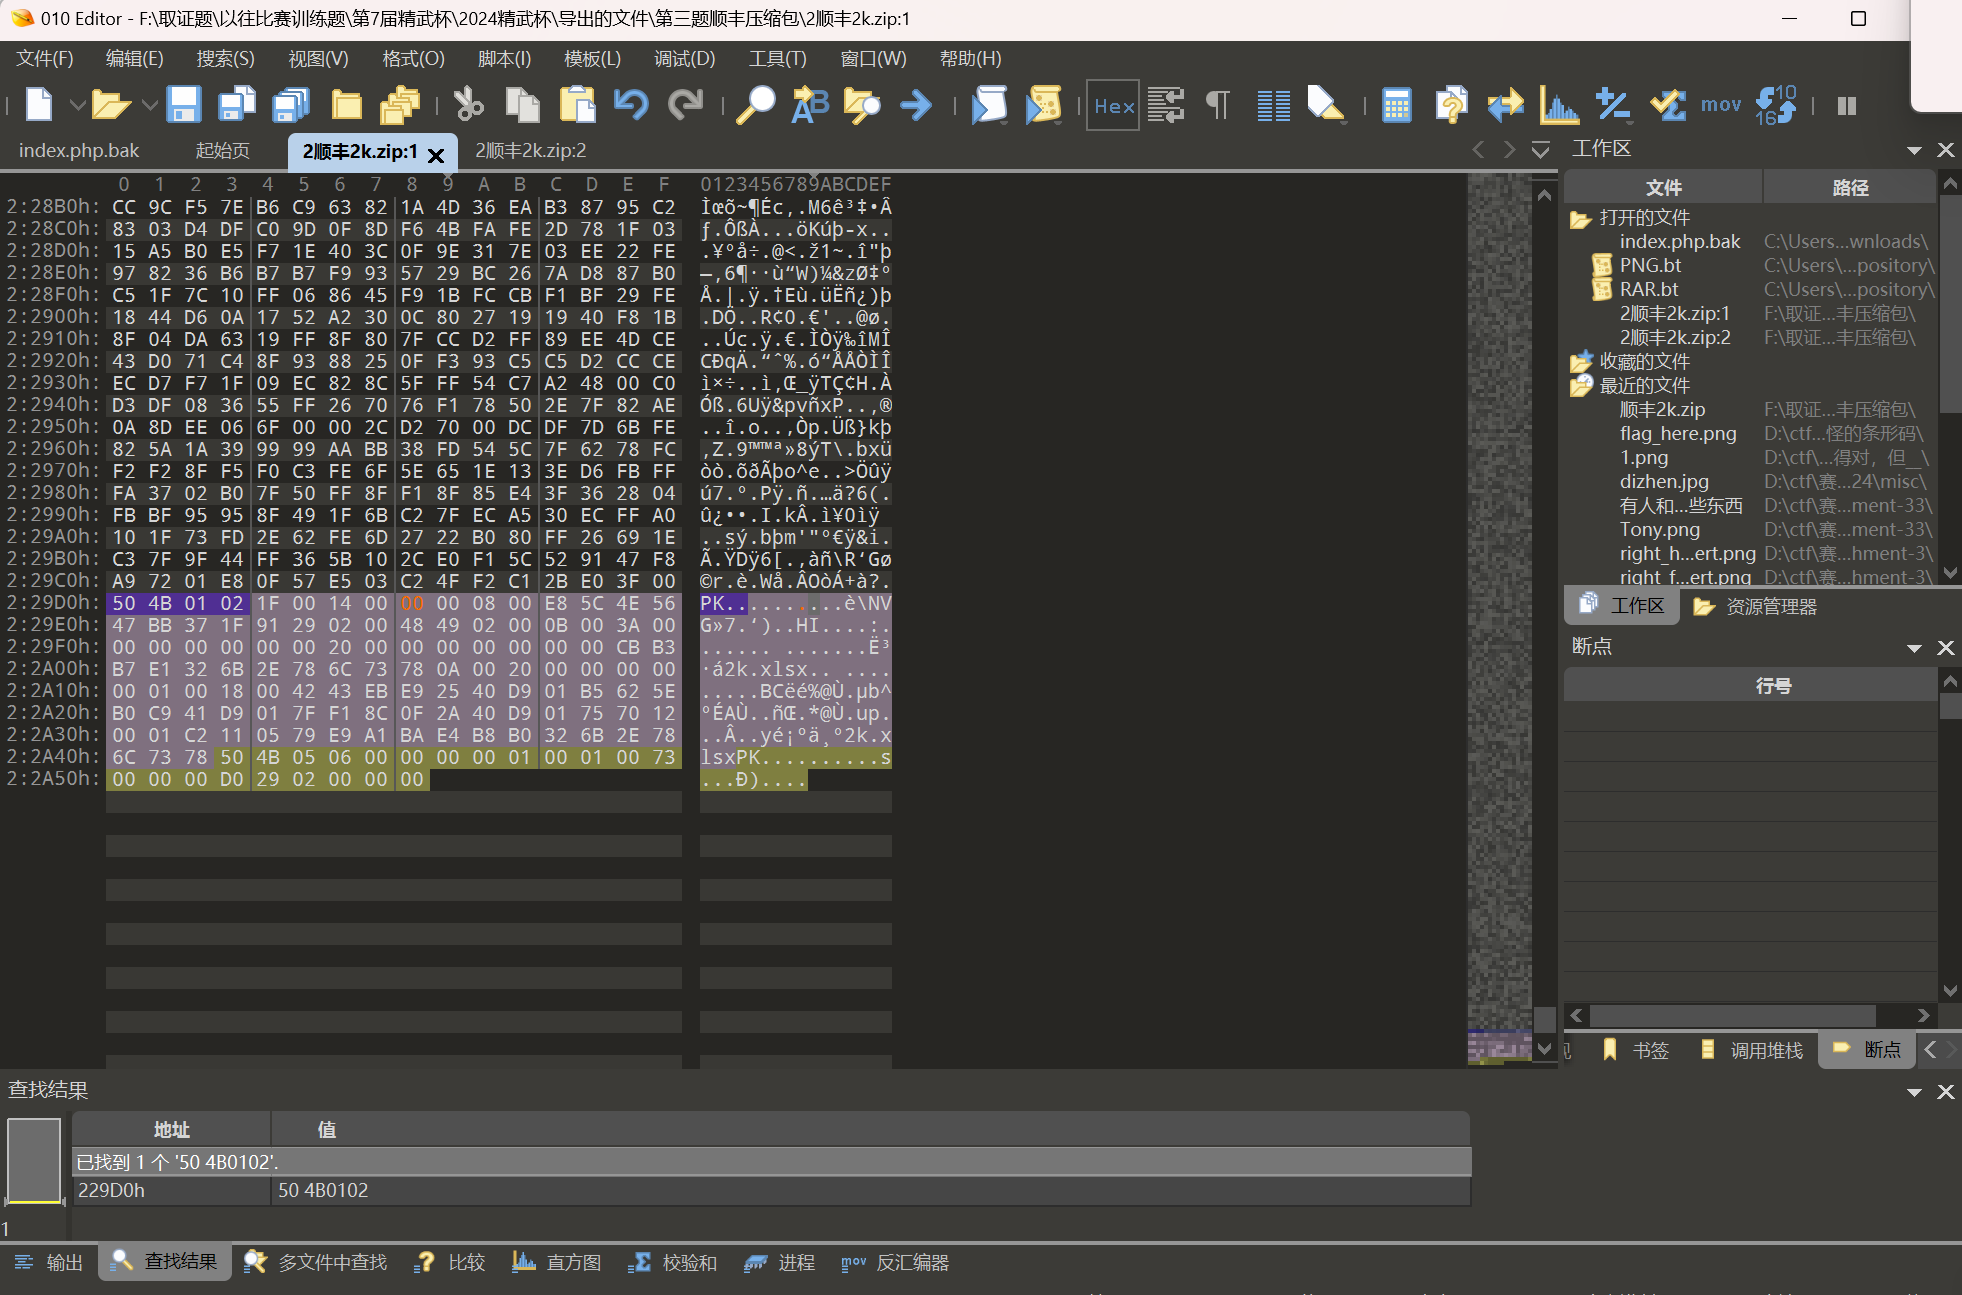 010 Editor - F:\取证题\以往比赛训练题\第7届精武杯\2024精武杯\导出的文件\第三题顺丰压缩包\2顺丰2k.zip:1
文件(F) 编辑(E) 搜索(S) 视图(V) 格式(O) 脚本(I) 模板(L) 调试(D) 工具(T) 窗口(W) 帮助(H)
Hex mov 10 16
index.php.bak 起始页 2顺丰2k.zip:1 2顺丰2k.zip:2
0 1 2 3 4 5 6 7 8 9 A B C D E F 0123456789ABCDEF
2:28B0h: CC 9C F5 7E B6 C9 63 82 1A 4D 36 EA B3 87 95 C2 Ìœõ~¶Éc‚.M6ê³‡•Â
2:28C0h: 83 03 D4 DF C0 9D 0F 8D F6 4B FA FE 2D 78 1F 03 ƒ.ÔßÀ...öKúþ-x..
2:28D0h: 15 A5 B0 E5 F7 1E 40 3C 0F 9E 31 7E 03 EE 22 FE .¥°å÷.@<.ž1~.î"þ
2:28E0h: 97 82 36 B6 B7 B7 F9 93 57 29 BC 26 7A D8 87 B0 —‚6¶··ù“W)¼&zØ‡°
2:28F0h: C5 1F 7C 10 FF 06 86 45 F9 1B FC CB F1 BF 29 FE Å.|.ÿ.†Eù.üËñ¿)þ
2:2900h: 18 44 D6 0A 17 52 A2 30 0C 80 27 19 19 40 F8 1B .DÖ..R¢0.€'..@ø.
2:2910h: 8F 04 DA 63 19 FF 8F 80 7F CC D2 FF 89 EE 4D CE ..Úc.ÿ.€.ÌÒÿ‰îMÎ
2:2920h: 43 D0 71 C4 8F 93 88 25 0F F3 93 C5 C5 D2 CC CE CÐqÄ.“ˆ%.ó“ÅÅÒÌÎ
2:2930h: EC D7 F7 1F 09 EC 82 8C 5F FF 54 C7 A2 48 00 C0 ì×÷..ì‚Œ_ÿTÇ¢H.À
2:2940h: D3 DF 08 36 55 FF 26 70 76 F1 78 50 2E 7F 82 AE Óß.6Uÿ&pvñxP..‚®
2:2950h: 0A 8D EE 06 6F 00 00 2C D2 70 00 DC DF 7D 6B FE ..î.o..,Òp.Üß}kþ
2:2960h: 82 5A 1A 39 99 99 AA BB 38 FD 54 5C 7F 62 78 FC ‚Z.9™™ª»8ýT\.bxü
2:2970h: F2 F2 8F F5 F0 C3 FE 6F 5E 65 1E 13 3E D6 FB FF òò.õðÃþo^e..>Öûÿ
2:2980h: FA 37 02 B0 7F 50 FF 8F F1 8F 85 E4 3F 36 28 04 ú7.°.Pÿ.ñ.…ä?6(.
2:2990h: FB BF 95 95 8F 49 1F 6B C2 7F EC A5 30 EC FF A0 û¿••.I.kÂ.ì¥0ìÿ
2:29A0h: 10 1F 73 FD 2E 62 FE 6D 27 22 B0 80 FF 26 69 1E ..sý.bþm'"°€ÿ&i.
2:29B0h: C3 7F 9F 44 FF 36 5B 10 2C E0 F1 5C 52 91 47 F8 Ã.ŸDÿ6[.,àñ\R‘Gø
2:29C0h: A9 72 01 E8 0F 57 E5 03 C2 4F F2 C1 2B E0 3F 00 ©r.è.Wå.ÂOòÁ+à?.
2:29D0h: 50 4B 01 02 1F 00 14 00 00 00 08 00 E8 5C 4E 56 PK..........è\NV
2:29E0h: 47 BB 37 1F 91 29 02 00 48 49 02 00 0B 00 3A 00 G»7.‘)..HI....:.
2:29F0h: 00 00 00 00 00 00 20 00 00 00 00 00 00 00 CB B3 ...... .......Ë³
2:2A00h: B7 E1 32 6B 2E 78 6C 73 78 0A 00 20 00 00 00 00 ·á2k.xlsx.. ....
2:2A10h: 00 01 00 18 00 42 43 EB E9 25 40 D9 01 B5 62 5E .....BCëé%@Ù.µb^
2:2A20h: B0 C9 41 D9 01 7F F1 8C 0F 2A 40 D9 01 75 70 12 °ÉAÙ..ñŒ.*@Ù.up.
2:2A30h: 00 01 C2 11 05 79 E9 A1 BA E4 B8 B0 32 6B 2E 78 ..Â..yé¡ºä¸°2k.x
2:2A40h: 6C 73 78 50 4B 05 06 00 00 00 00 01 00 01 00 73 lsxPK..........s
2:2A50h: 00 00 00 D0 29 02 00 00 00 ...Ð)....
工作区
文件 路径
打开的文件
index.php.bak C:\Users...wnloads\
PNG.bt C:\Users\...pository\
RAR.bt C:\Users\...pository\
2顺丰2k.zip:1 F:\取证...丰压缩包\
2顺丰2k.zip:2 F:\取证...丰压缩包\
收藏的文件
最近的文件
顺丰2k.zip F:\取证...丰压缩包\
flag_here.png D:\ctf...怪的条形码\
1.png D:\ctf\...得对，但__\
dizhen.jpg D:\ctf\赛...24\misc\
有人和...些东西 D:\ctf\赛...ment-33\
Tony.png D:\ctf\赛...ment-33\
right_h...ert.png D:\ctf\赛...hment-3\
right_f...ert.png D:\ctf\赛...hment-3\
工作区 资源管理器
断点
行号
书签 调用堆栈 断点
查找结果
地址 值
已找到 1 个 '50 4B0102'.
229D0h 50 4B0102
1
输出 查找结果 多文件中查找 比较 直方图 校验和 进程 mov 反汇编器